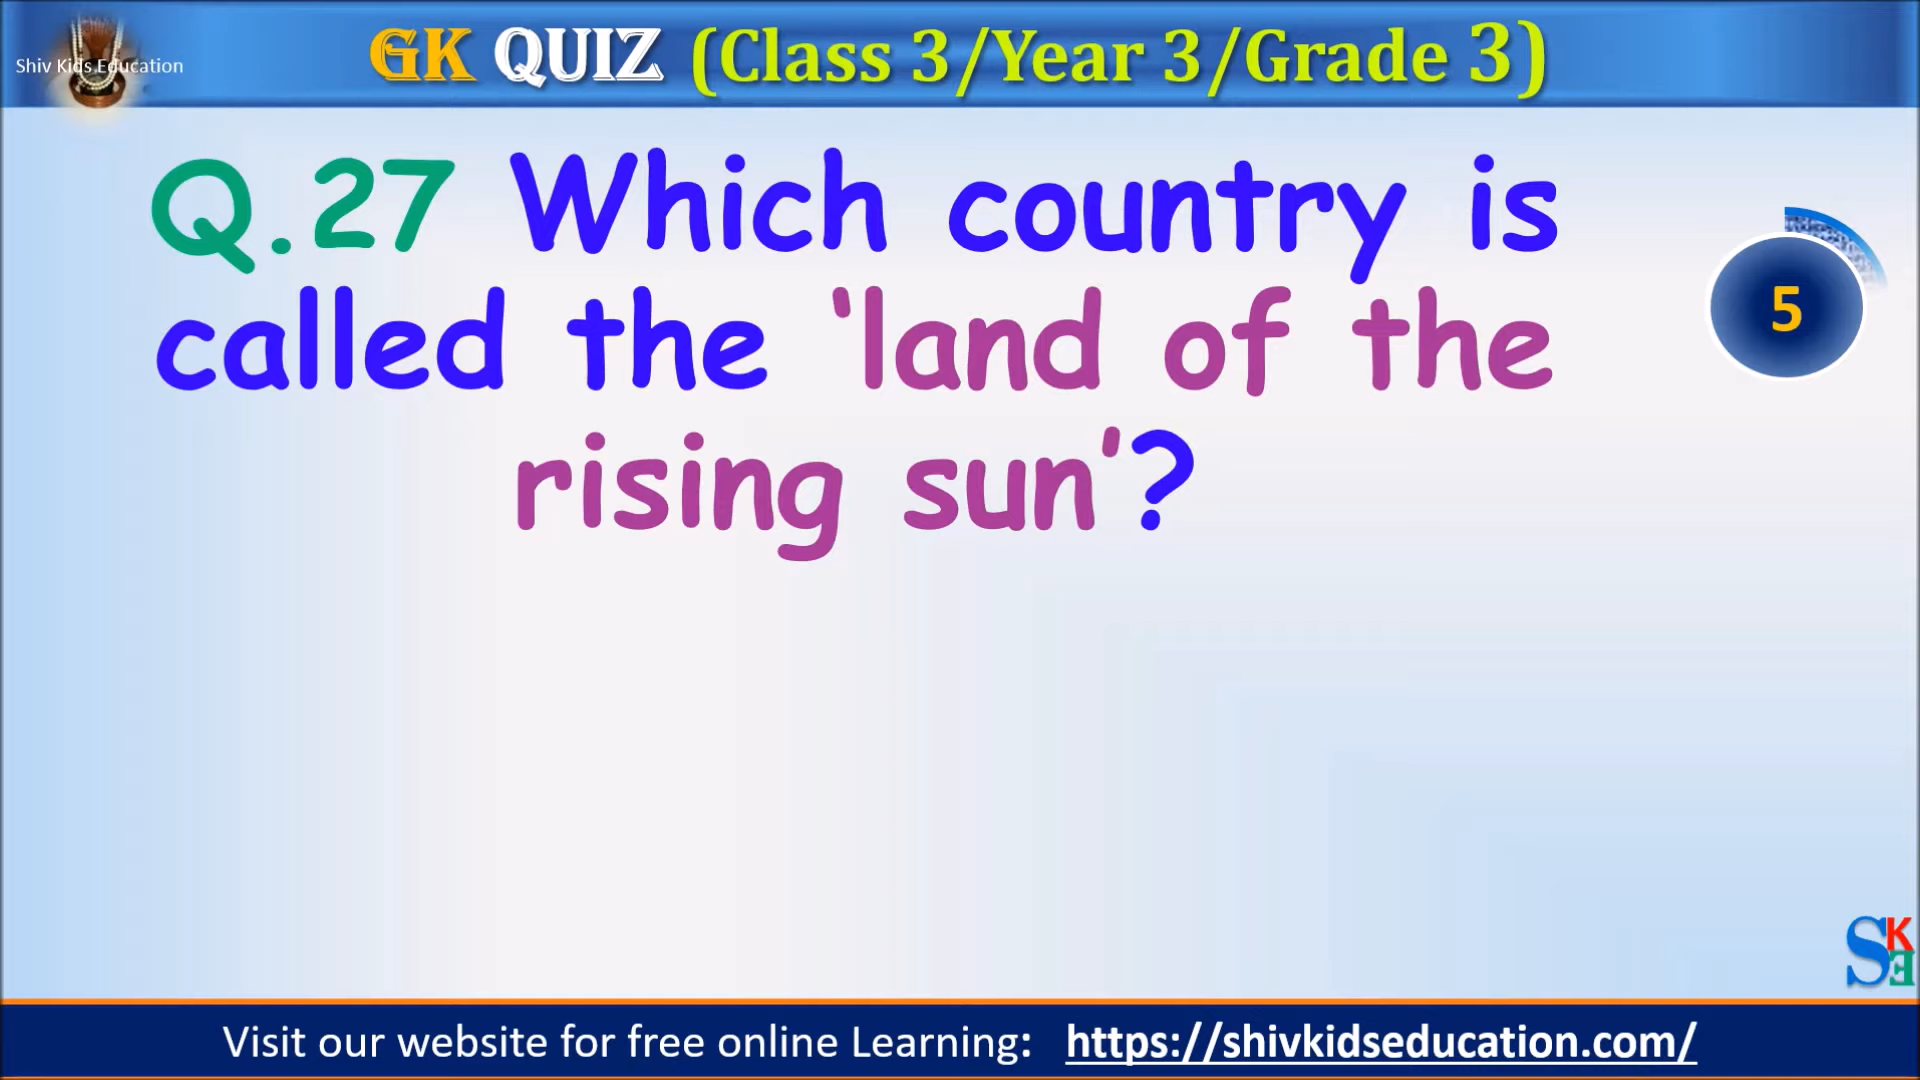 Shiv Kids Education
GK QUIZ (Class 3/Year 3/Grade 3)
Q.27 Which country is
called the ‘land of the
rising sun’?
5
SKE
Visit our website for free online Learning: https://shivkidseducation.com/